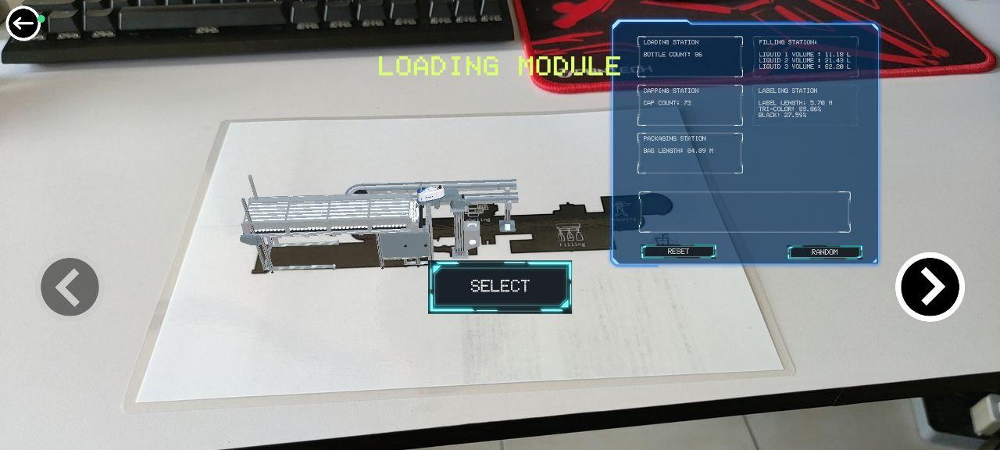 LOADING MODULE
LOADING STATION
BOTTLE COUNT: 86
FILLING STATION:
LIQUID 1 VOLUME : 11.18 L
LIQUID 2 VOLUME : 21.43 L
LIQUID 3 VOLUME : 62.20 L
CAPPING STATION
CAP COUNT: 73
LABELING STATION
LABEL LENGTH: 5.70 M
TRI-COLOR: 85.86%
BLACK: 27.59%
PACKAGING STATION
BAG LENGTH: 64.89 M
Capping
Filling
RESET
RANDOM
SELECT